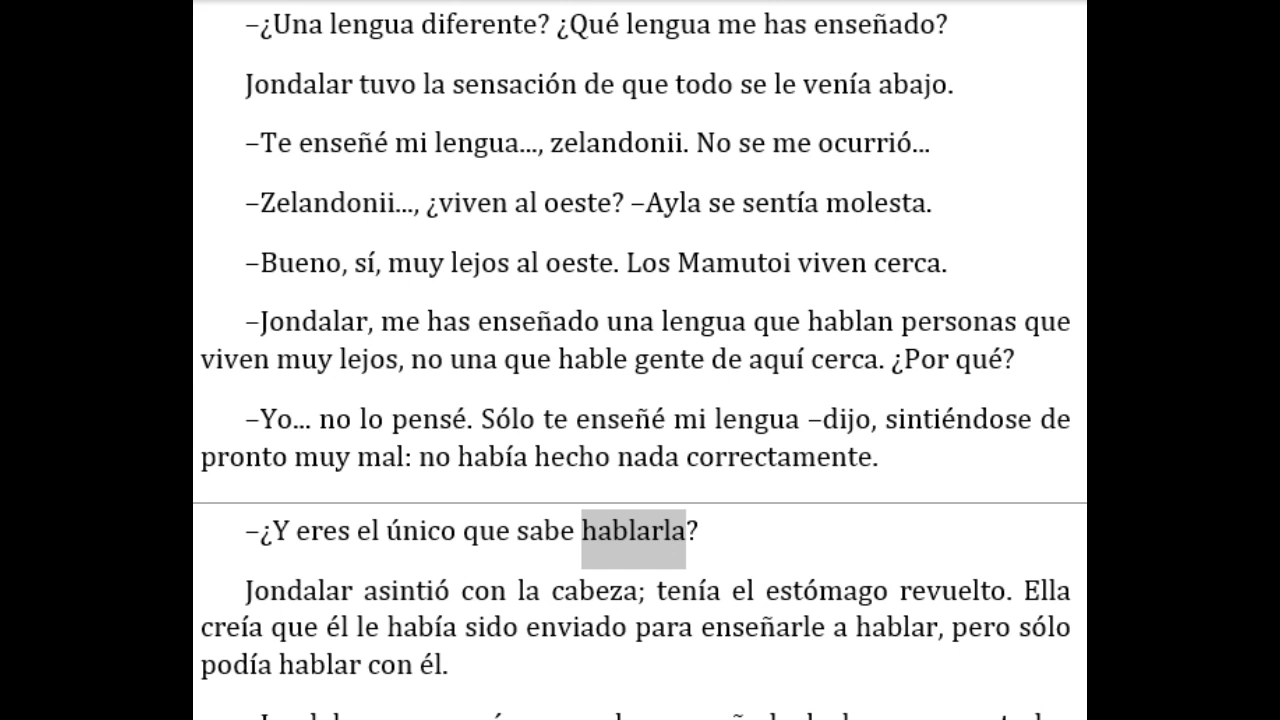 –¿Una lengua diferente? ¿Qué lengua me has enseñado?
Jondalar tuvo la sensación de que todo se le venía abajo.
–Te enseñé mi lengua..., zelandonii. No se me ocurrió...
–Zelandonii..., ¿viven al oeste? –Ayla se sentía molesta.
–Bueno, sí, muy lejos al oeste. Los Mamutoi viven cerca.
–Jondalar, me has enseñado una lengua que hablan personas que
viven muy lejos, no una que hable gente de aquí cerca. ¿Por qué?
–Yo... no lo pensé. Sólo te enseñé mi lengua –dijo, sintiéndose de
pronto muy mal: no había hecho nada correctamente.
–¿Y eres el único que sabe hablarla?
Jondalar asintió con la cabeza; tenía el estómago revuelto. Ella
creía que él le había sido enviado para enseñarle a hablar, pero sólo
podía hablar con él.